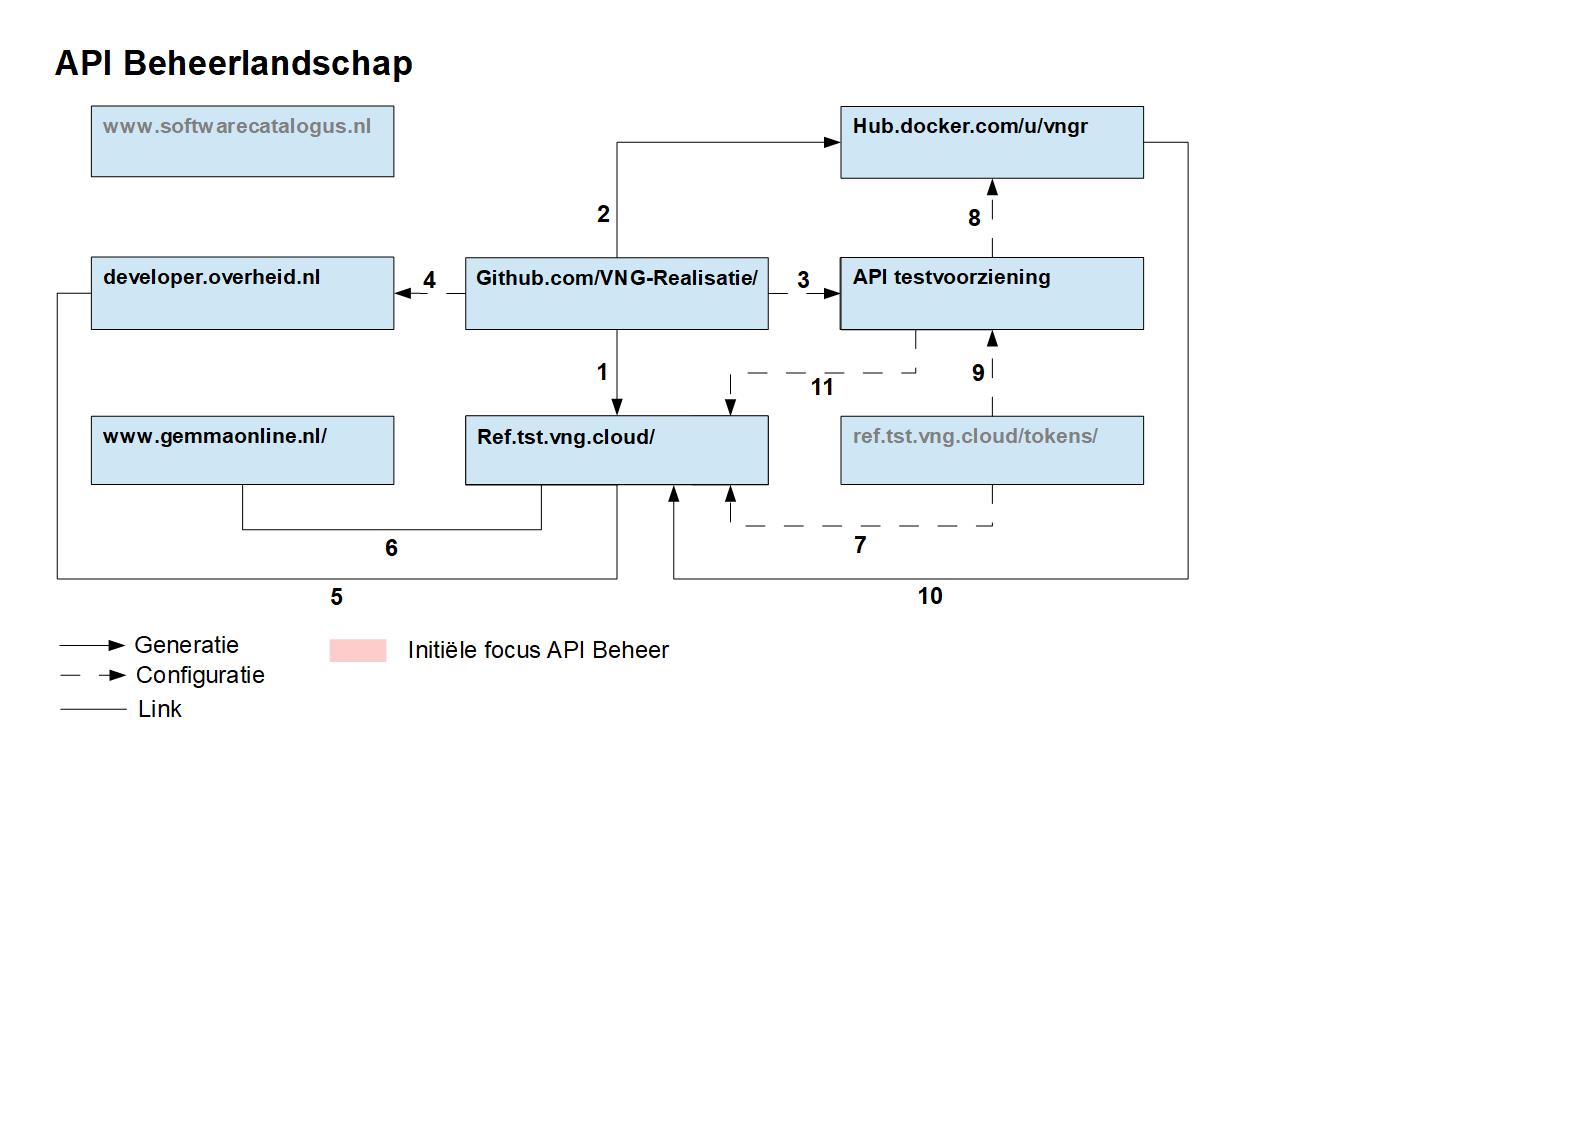 API Beheerlandschap
www.softwarecatalogus.nl
Hub.docker.com/u/vngr
2
8
developer.overheid.nl
4
Github.com/VNG-Realisatie/
3
API testvoorziening
1
11
9
www.gemmaonline.nl/
Ref.tst.vng.cloud/
ref.tst.vng.cloud/tokens/
6
7
5
10
Generatie
Initiële focus API Beheer
Configuratie
Link